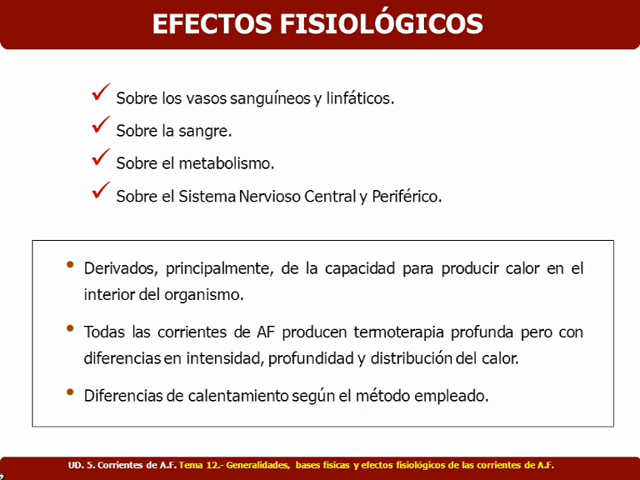 EFECTOS FISIOLÓGICOS
Sobre los vasos sanguíneos y linfáticos.
Sobre la sangre.
Sobre el metabolismo.
Sobre el Sistema Nervioso Central y Periférico.
Derivados, principalmente, de la capacidad para producir calor en el
interior del organismo.
Todas las corrientes de AF producen termoterapia profunda pero con
diferencias en intensidad, profundidad y distribución del calor.
Diferencias de calentamiento según el método empleado.
UD. 5. Corrientes de A.F. Tema 12.- Generalidades, bases físicas y efectos fisiológicos de las corrientes de A.F.